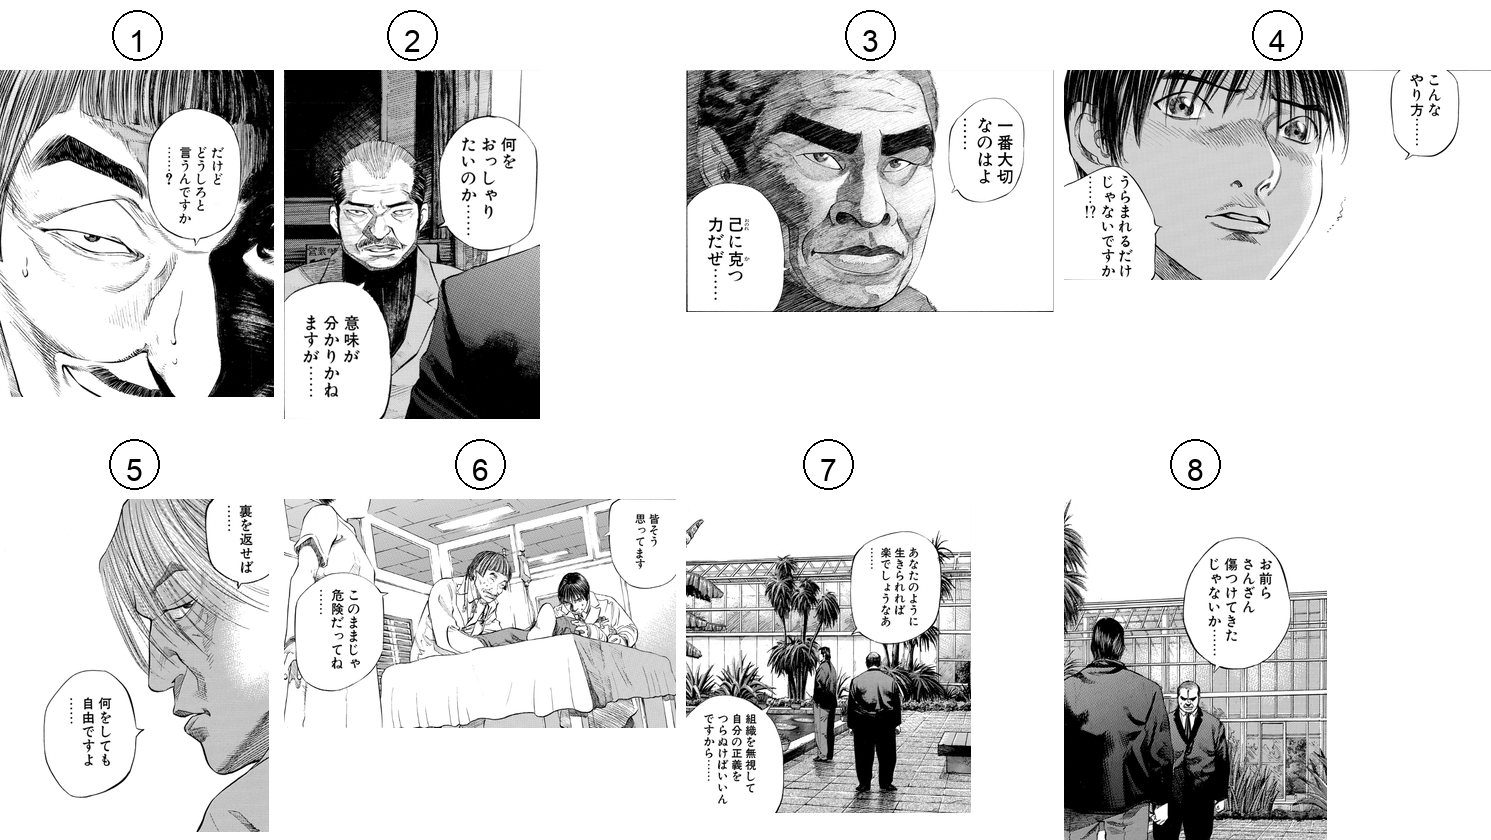 1
だけど
どうしろと
言うんですか
……?
2
何を
おっしゃり
たいのか……
意味が
分かりかね
ますが……
3
一番大切
なのはよ
……
己に克つ
おのれ
か
力だぜ……
4
こんな
やり方……
うらまれるだけ
じゃないですか
……!?
5
裏を返せば
……
何をしても
自由ですよ
……
6
皆そう
思ってます
このままじゃ
危険だってね
……
7
あなたのように
生きられれば
楽でしょうなあ
……
組織を無視して
自分の正義を
つらぬけばいいん
ですから……
8
お前ら
さんざん
傷つけてきた
じゃないか……